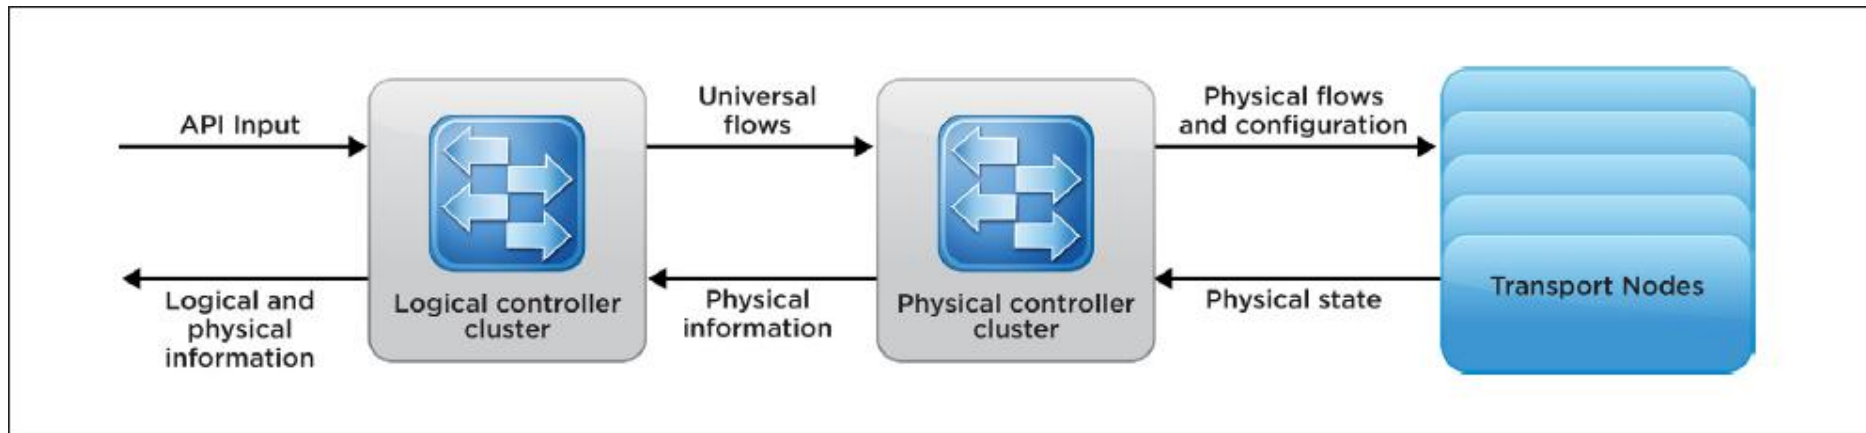 API Input
Universal
flows
Physical flows
and configuration
Logical and
physical
information
Logical controller
cluster
Physical
information
Physical controller
cluster
Physical state
Transport Nodes